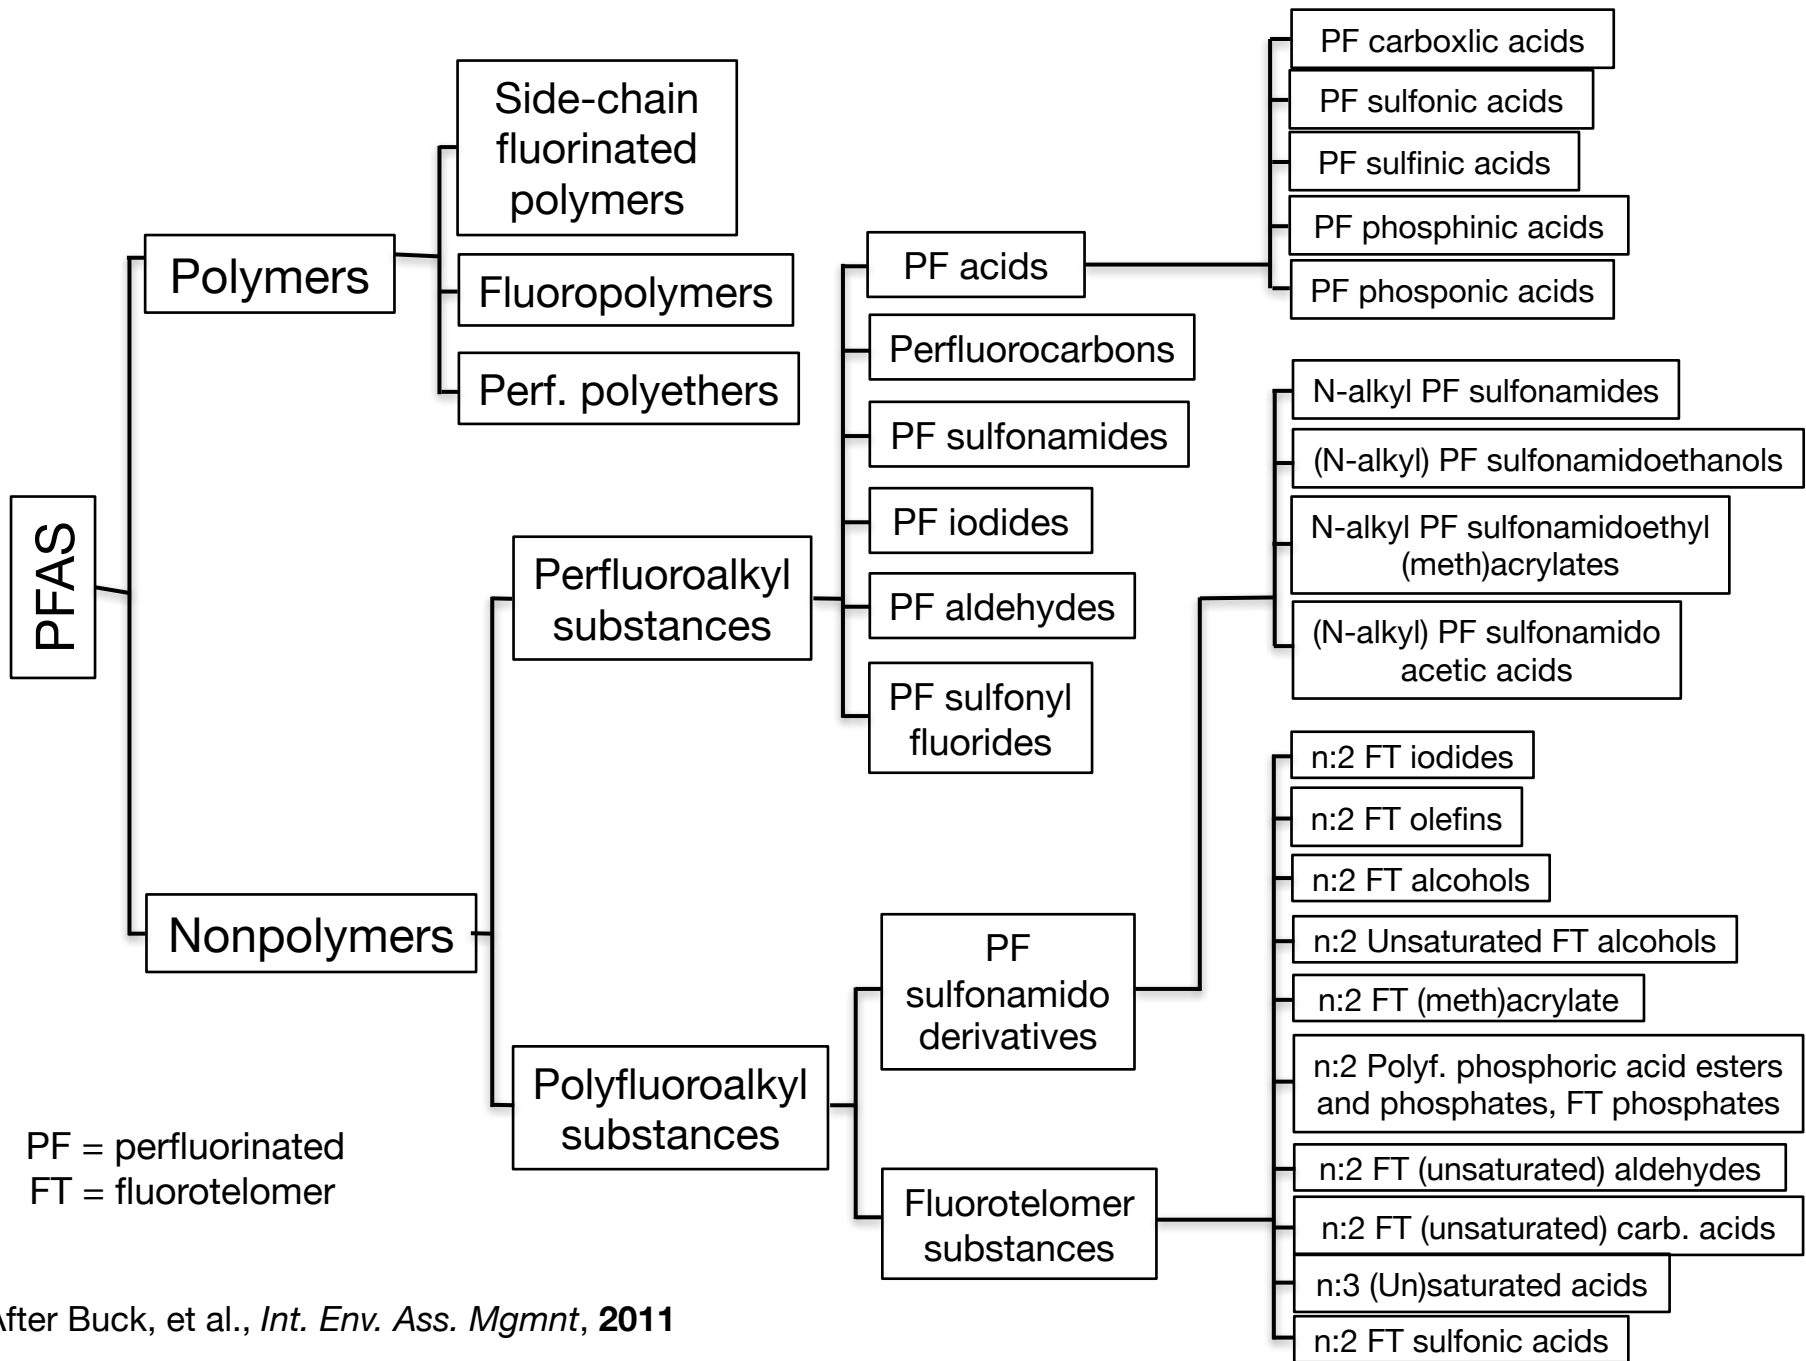 PFAS
Polymers
Side-chain
fluorinated
polymers
Fluoropolymers
Perf. polyethers
Nonpolymers
Perfluoroalkyl
substances
PF acids
PF carboxlic acids
PF sulfonic acids
PF sulfinic acids
PF phosphinic acids
PF phosponic acids
Perfluorocarbons
PF sulfonamides
PF iodides
PF aldehydes
PF sulfonyl
fluorides
Polyfluoroalkyl
substances
PF
sulfonamido
derivatives
N-alkyl PF sulfonamides
(N-alkyl) PF sulfonamidoethanols
N-alkyl PF sulfonamidoethyl
(meth)acrylates
(N-alkyl) PF sulfonamido
acetic acids
Fluorotelomer
substances
n:2 FT iodides
n:2 FT olefins
n:2 FT alcohols
n:2 Unsaturated FT alcohols
n:2 FT (meth)acrylate
n:2 Polyf. phosphoric acid esters
and phosphates, FT phosphates
n:2 FT (unsaturated) aldehydes
n:2 FT (unsaturated) carb. acids
n:3 (Un)saturated acids
n:2 FT sulfonic acids
PF = perfluorinated
FT = fluorotelomer
After Buck, et al., Int. Env. Ass. Mgmnt, 2011